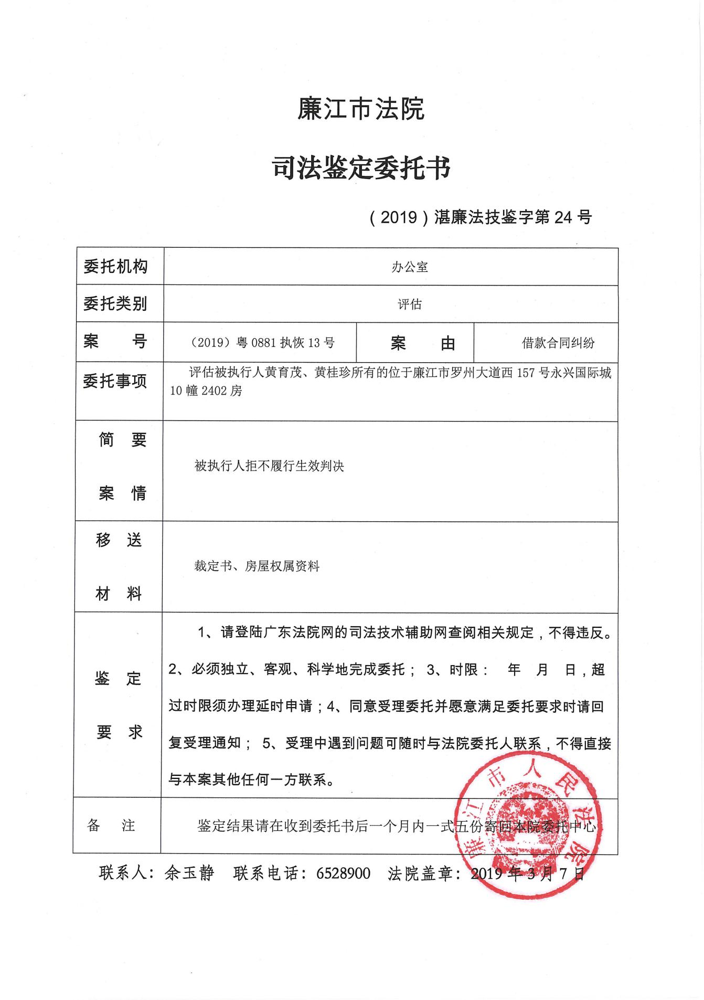 廉江市法院
司法鉴定委托书
（2019）湛廉法技鉴字第 24 号
委托机构 办公室
委托类别 评估
案 号 （2019）粤 0881 执恢 13 号 案 由 借款合同纠纷
委托事项 评估被执行人黄育茂、黄桂珍所有的位于廉江市罗州大道西 157 号永兴国际城
10 幢 2402 房
简 要
案 情
被执行人拒不履行生效判决
移 送
材 料
裁定书、房屋权属资料
鉴 定
要 求
1、请登陆广东法院网的司法技术辅助网查阅相关规定，不得违反。
2、必须独立、客观、科学地完成委托； 3、时限： 年 月 日，超
过时限须办理延时申请；4、同意受理委托并愿意满足委托要求时请回
复受理通知； 5、受理中遇到问题可随时与法院委托人联系，不得直接
与本案其他任何一方联系。
备 注 鉴定结果请在收到委托书后一个月内一式五份寄回本院委托中心
联系人：余玉静 联系电话：6528900 法院盖章：2019 年 3 月 7 日
廉江市人民法院